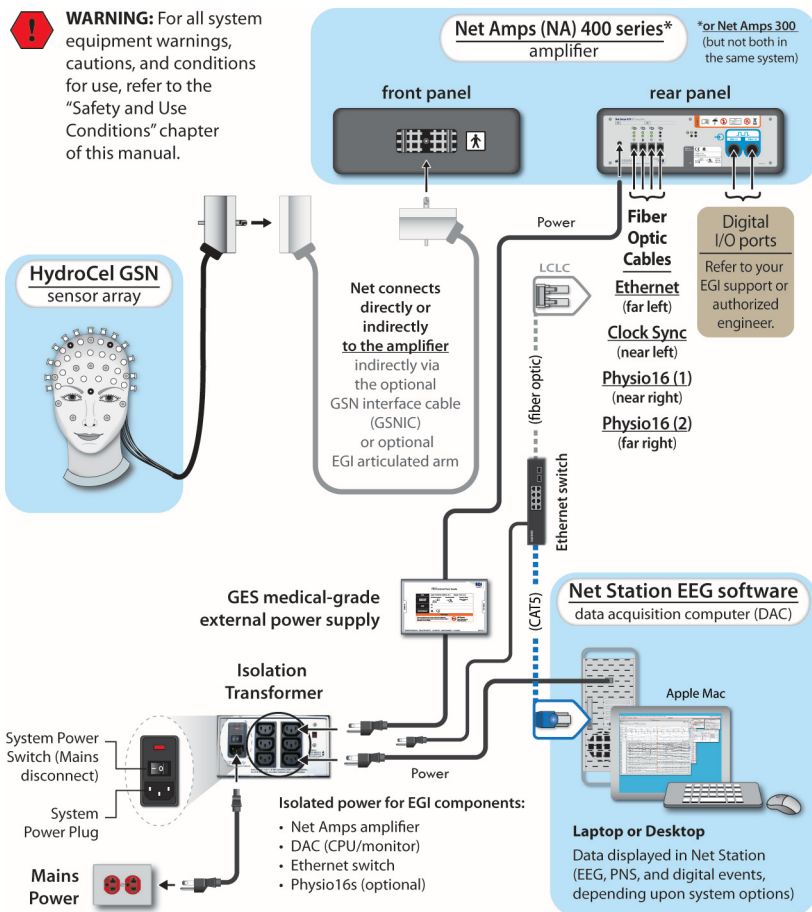 WARNING: For all system
equipment warnings,
cautions, and conditions
for use, refer to the
“Safety and Use
Conditions” chapter
of this manual.
Net Amps (NA) 400 series*
amplifier
*or Net Amps 300
(but not both in
the same system)
front panel
rear panel
Power
Fiber
Optic
Cables
Ethernet
(far left)
Clock Sync
(near left)
Physio16 (1)
(near right)
Physio16 (2)
(far right)
Digital
I/O ports
Refer to your
EGI support or
authorized
engineer.
HydroCel GSN
sensor array
Net connects
directly or
indirectly
to the amplifier
indirectly via
the optional
GSN interface cable
(GSNIC)
or optional
EGI articulated arm
LCLC
(fiber optic)
Ethernet switch
(CAT5)
GES medical-grade
external power supply
Net Station EEG software
data acquisition computer (DAC)
Apple Mac
Laptop or Desktop
Data displayed in Net Station
(EEG, PNS, and digital events,
depending upon system options)
Isolation
Transformer
System Power
Switch (Mains
disconnect)
System
Power Plug
Power
Isolated power for EGI components:
• Net Amps amplifier
• DAC (CPU/monitor)
• Ethernet switch
• Physio16s (optional)
Mains
Power